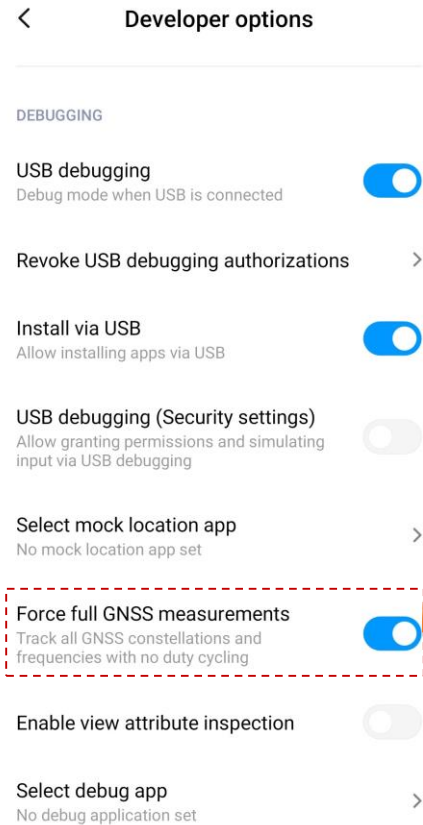 Developer options
DEBUGGING
USB debugging
Debug mode when USB is connected
Revoke USB debugging authorizations
Install via USB
Allow installing apps via USB
USB debugging (Security settings)
Allow granting permissions and simulating
input via USB debugging
Select mock location app
No mock location app set
Force full GNSS measurements
Track all GNSS constellations and
frequencies with no duty cycling
Enable view attribute inspection
Select debug app
No debug application set